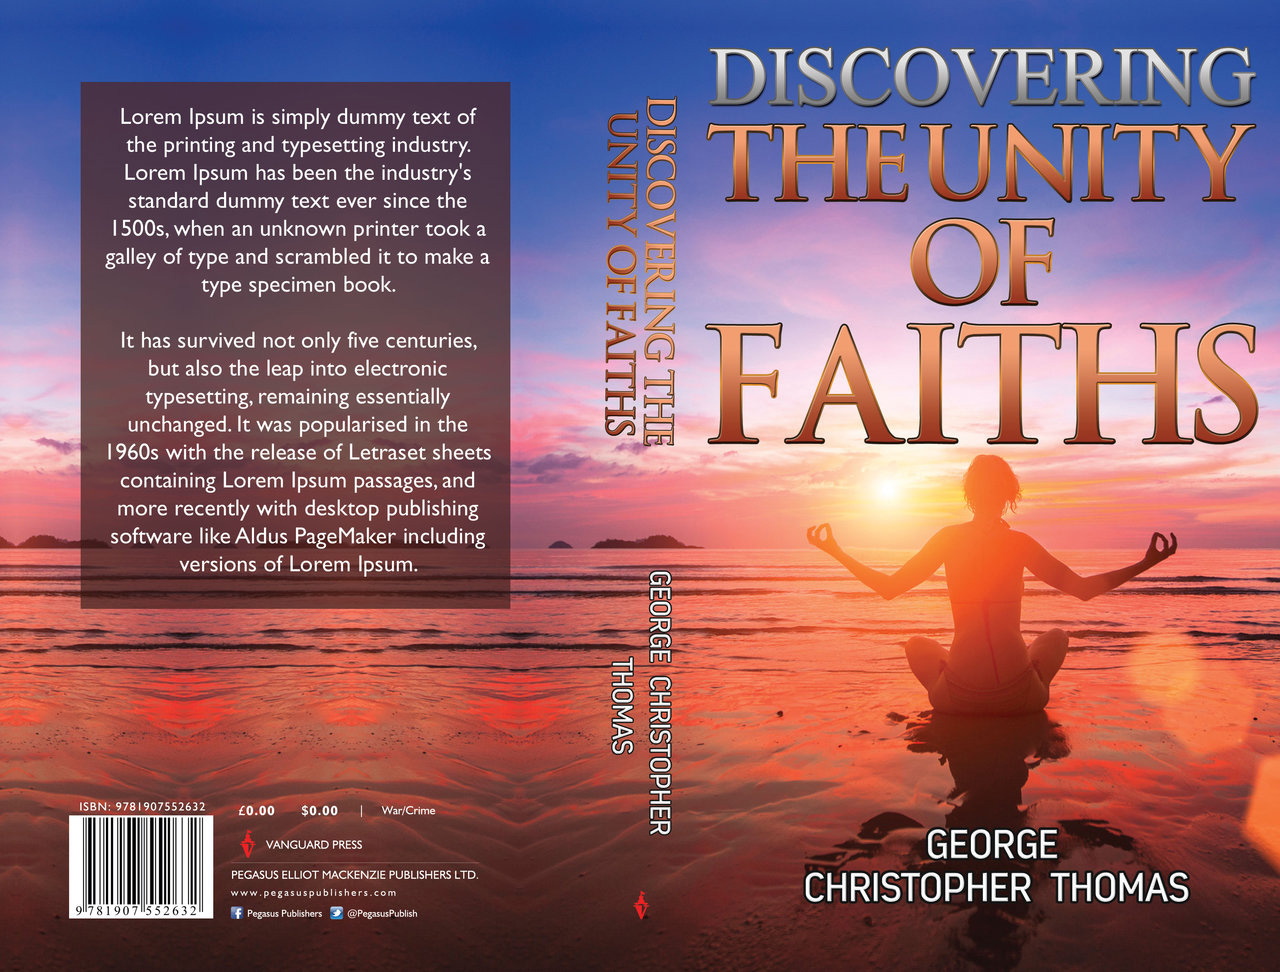 Lorem Ipsum is simply dummy text of
the printing and typesetting industry.
Lorem Ipsum has been the industry's
standard dummy text ever since the
1500s, when an unknown printer took a
galley of type and scrambled it to make a
type specimen book.
It has survived not only five centuries,
but also the leap into electronic
typesetting, remaining essentially
unchanged. It was popularised in the
1960s with the release of Letraset sheets
containing Lorem Ipsum passages, and
more recently with desktop publishing
software like Aldus PageMaker including
versions of Lorem Ipsum.
ISBN: 9781907552632
9 781907 552632
£0.00 $0.00 | War/Crime
V
VANGUARD PRESS
PEGASUS ELLIOT MACKENZIE PUBLISHERS LTD.
www.pegasuspublishers.com
Pegasus Publishers @PegasusPublish
DISCOVERING THE
UNITY OF FAITHS
GEORGE CHRISTOPHER
THOMAS
V
DISCOVERING
THE UNITY
OF
FAITHS
GEORGE
CHRISTOPHER THOMAS